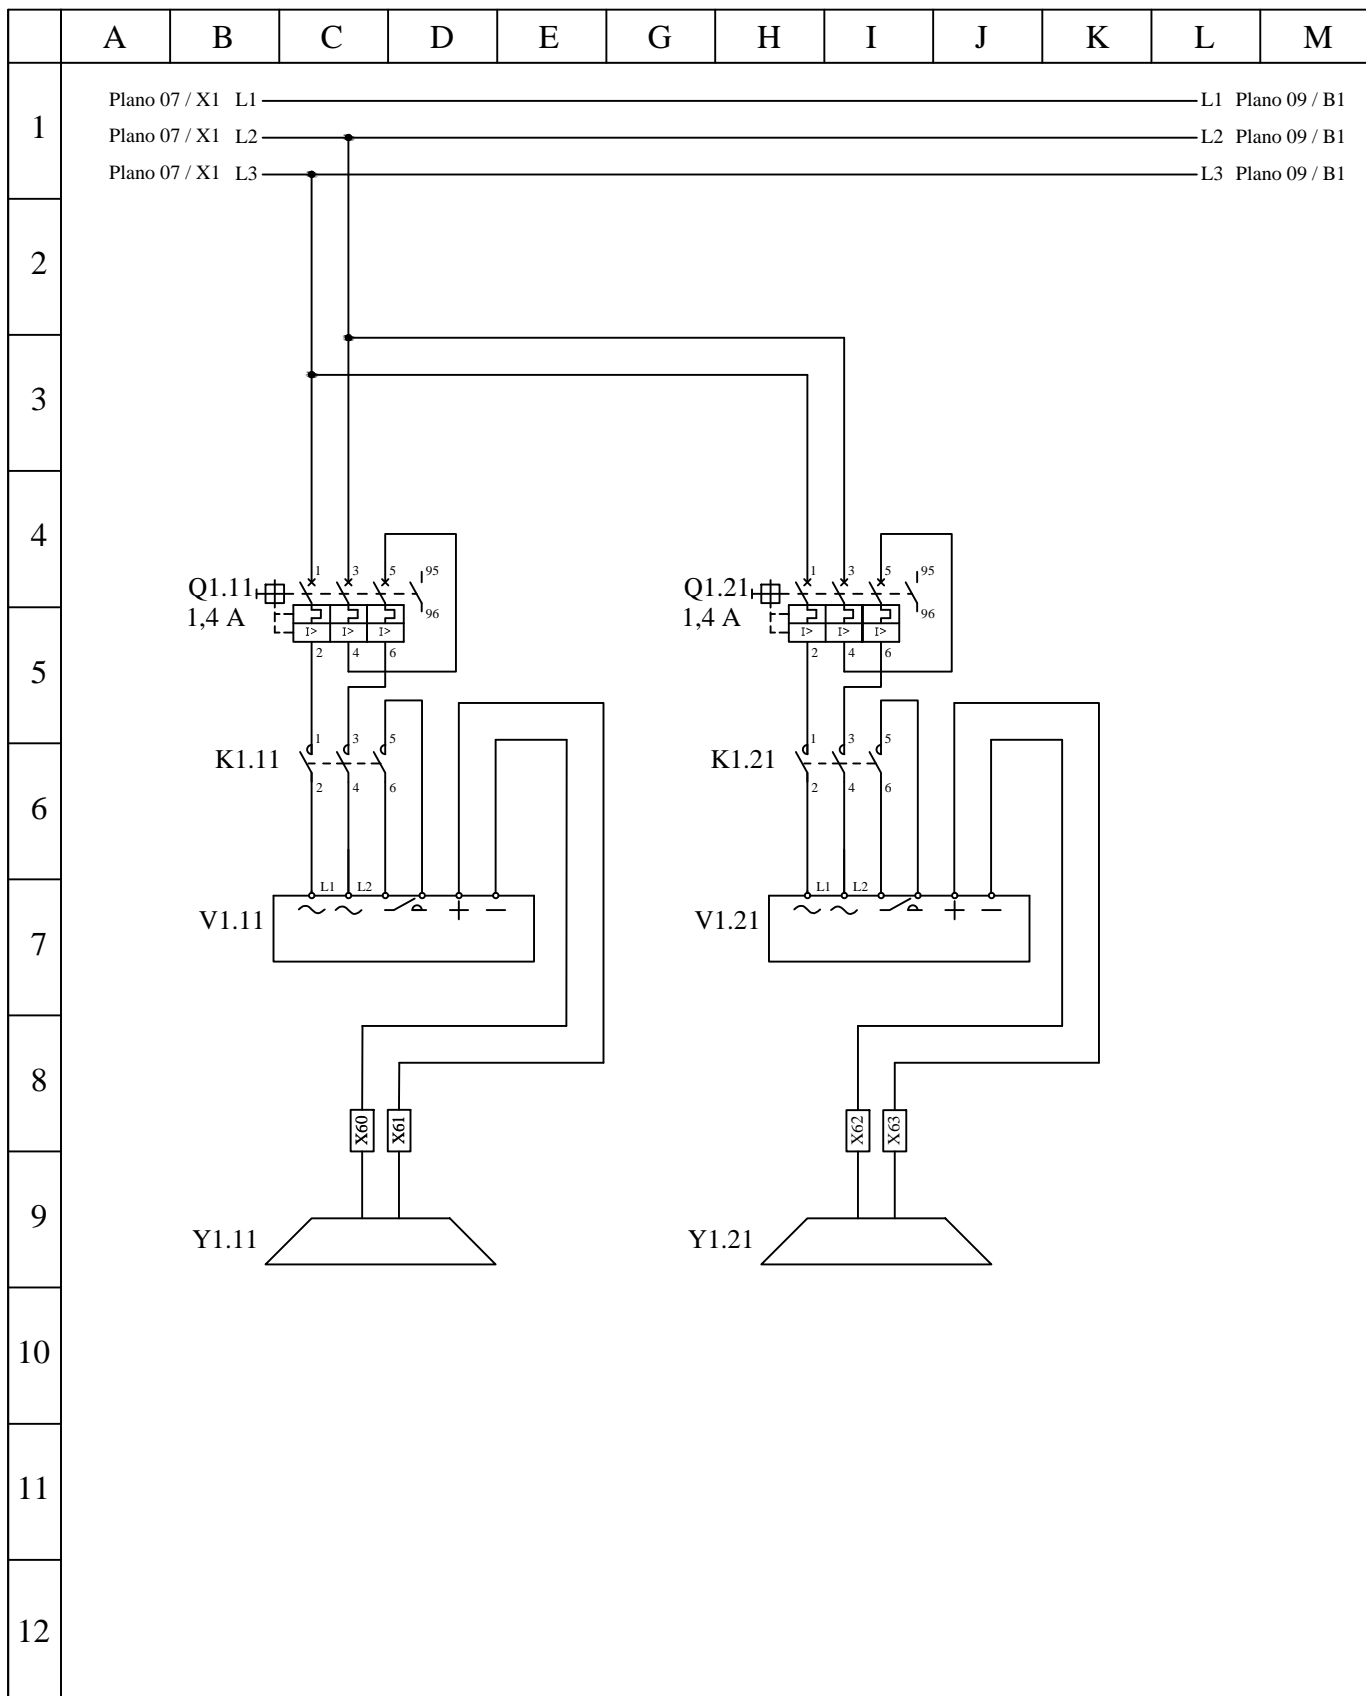 A B C D E G H I J K L M
1
Plano 07 / X1 L1 L1 Plano 09 / B1
Plano 07 / X1 L2 L2 Plano 09 / B1
Plano 07 / X1 L3 L3 Plano 09 / B1
2
3
4
1 3 5 95 1 3 5 95
Q1.11 Q1.21
1,4 A 96 1,4 A 96
I> I> I> I> I> I>
2 4 6 2 4 6
5
1 3 5 1 3 5
K1.11 K1.21
2 4 6 2 4 6
6
L1 L2 L1 L2
V1.11 V1.21
7
8
X60 X61 X62 X63
9
Y1.11 Y1.21
10
11
12